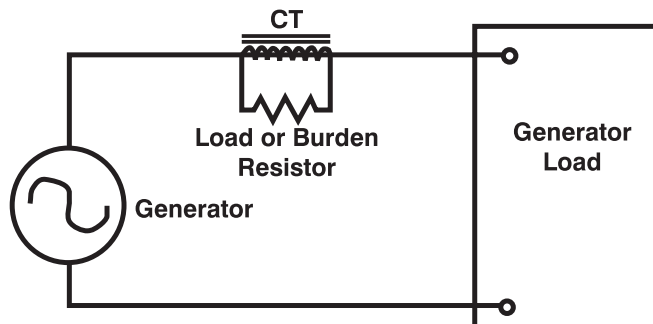 CT
Load or Burden
Resistor
Generator
Load
Generator